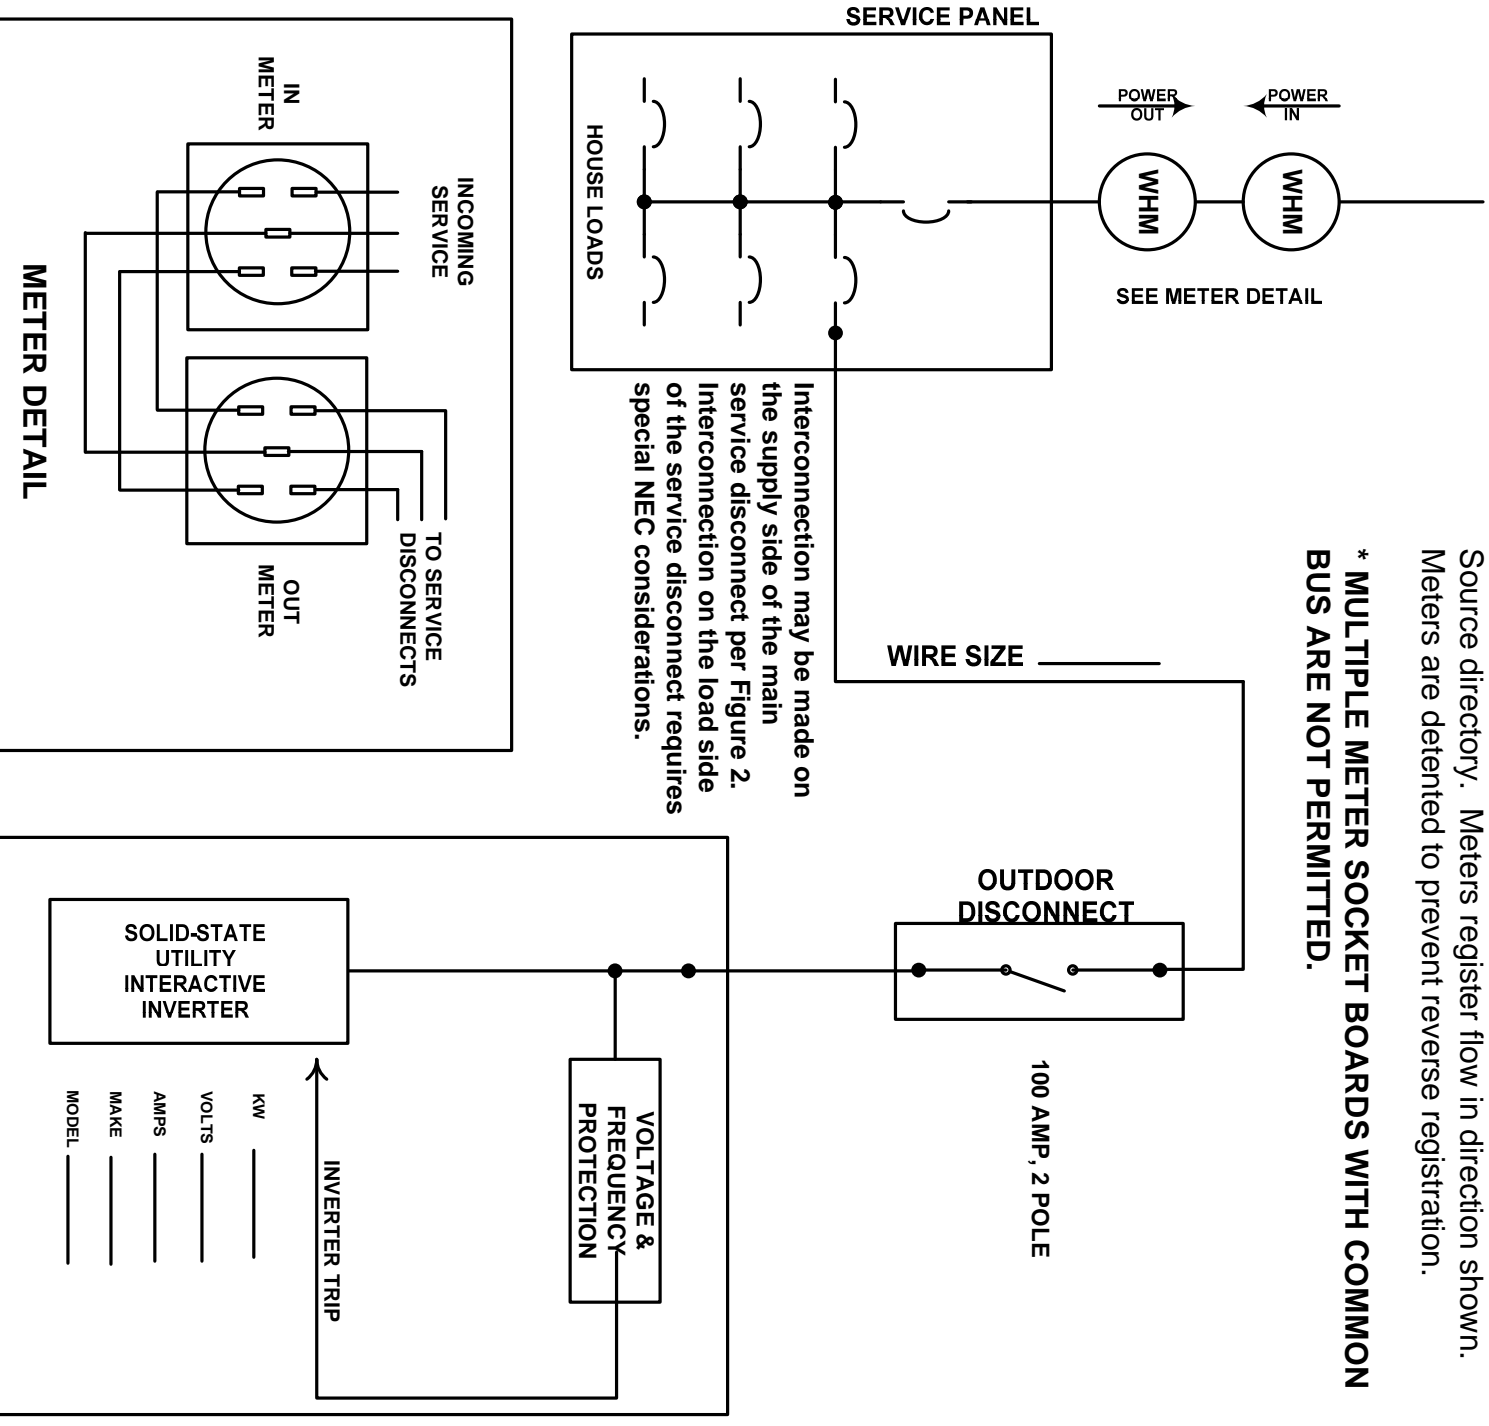 SERVICE PANEL
POWER
OUT
POWER
IN
WHM
WHM
SEE METER DETAIL
HOUSE LOADS
IN
METER
INCOMING
SERVICE
OUT
METER
TO SERVICE
DISCONNECTS
METER DETAIL
Source directory. Meters register flow in direction shown.
Meters are detented to prevent reverse registration.
* MULTIPLE METER SOCKET BOARDS WITH COMMON
BUS ARE NOT PERMITTED.
Interconnection may be made on
the supply side of the main
service disconnect per Figure 2.
Interconnection on the load side
of the service disconnect requires
special NEC considerations.
WIRE SIZE
OUTDOOR
DISCONNECT
100 AMP, 2 POLE
SOLID-STATE
UTILITY
INTERACTIVE
INVERTER
VOLTAGE &
FREQUENCY
PROTECTION
INVERTER TRIP
KW
VOLTS
AMPS
MAKE
MODEL